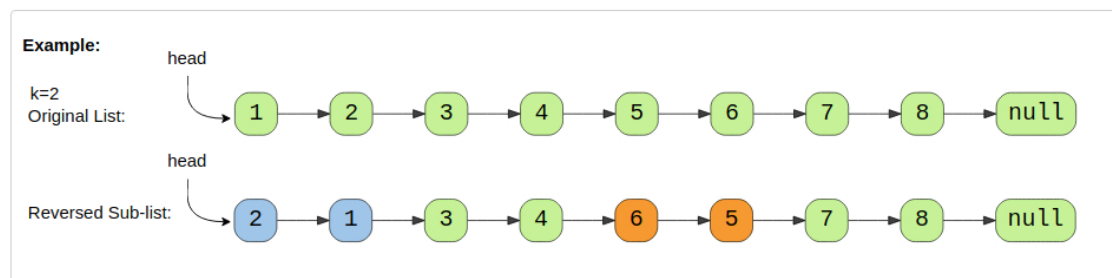 Example:
head
k=2
Original List:
1 2 3 4 5 6 7 8 null
head
Reversed Sub-list:
2 1 3 4 6 5 7 8 null